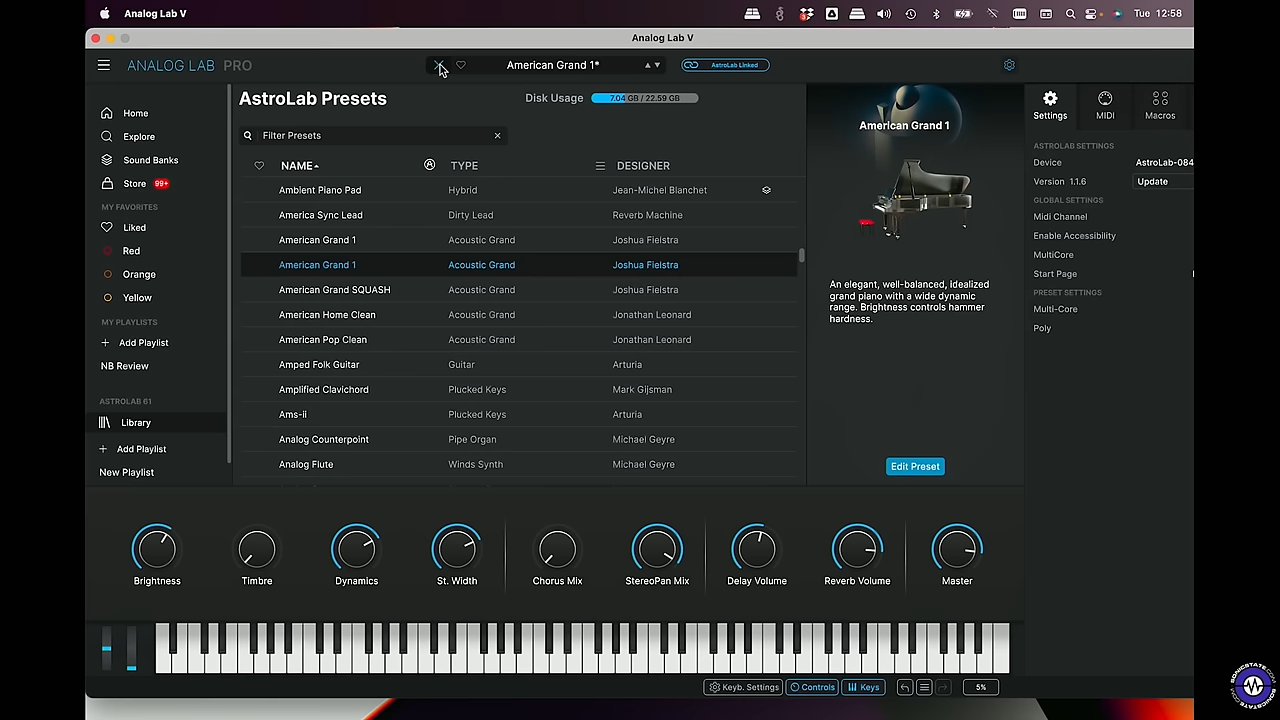 Analog Lab V
Tue 12:58
Analog Lab V
ANALOG LAB PRO
American Grand 1*
AstroLab Linked
Home
Explore
Sound Banks
Store 99+
MY FAVORITES
Liked
Red
Orange
Yellow
MY PLAYLISTS
Add Playlist
NB Review
ASTROLAB 61
Library
Add Playlist
New Playlist
AstroLab Presets
Disk Usage 7.04 GB / 22.59 GB
Filter Presets
NAME TYPE DESIGNER
Ambient Piano Pad Hybrid Jean-Michel Blanchet
America Sync Lead Dirty Lead Reverb Machine
American Grand 1 Acoustic Grand Joshua Fielstra
American Grand 1 Acoustic Grand Joshua Fielstra
American Grand SQUASH Acoustic Grand Joshua Fielstra
American Home Clean Acoustic Grand Jonathan Leonard
American Pop Clean Acoustic Grand Jonathan Leonard
Amped Folk Guitar Guitar Arturia
Amplified Clavichord Plucked Keys Mark Gijsman
Ams-ii Plucked Keys Arturia
Analog Counterpoint Pipe Organ Michael Geyre
Analog Flute Winds Synth Michael Geyre
American Grand 1
An elegant, well-balanced, idealized
grand piano with a wide dynamic
range. Brightness controls hammer
hardness.
Edit Preset
Settings MIDI Macros
ASTROLAB SETTINGS
Device AstroLab-084
Version 1.1.6 Update
GLOBAL SETTINGS
Midi Channel
Enable Accessibility
MultiCore
Start Page
PRESET SETTINGS
Multi-Core
Poly
Brightness Timbre Dynamics St. Width Chorus Mix StereoPan Mix Delay Volume Reverb Volume Master
Keyb. Settings Controls Keys 5%